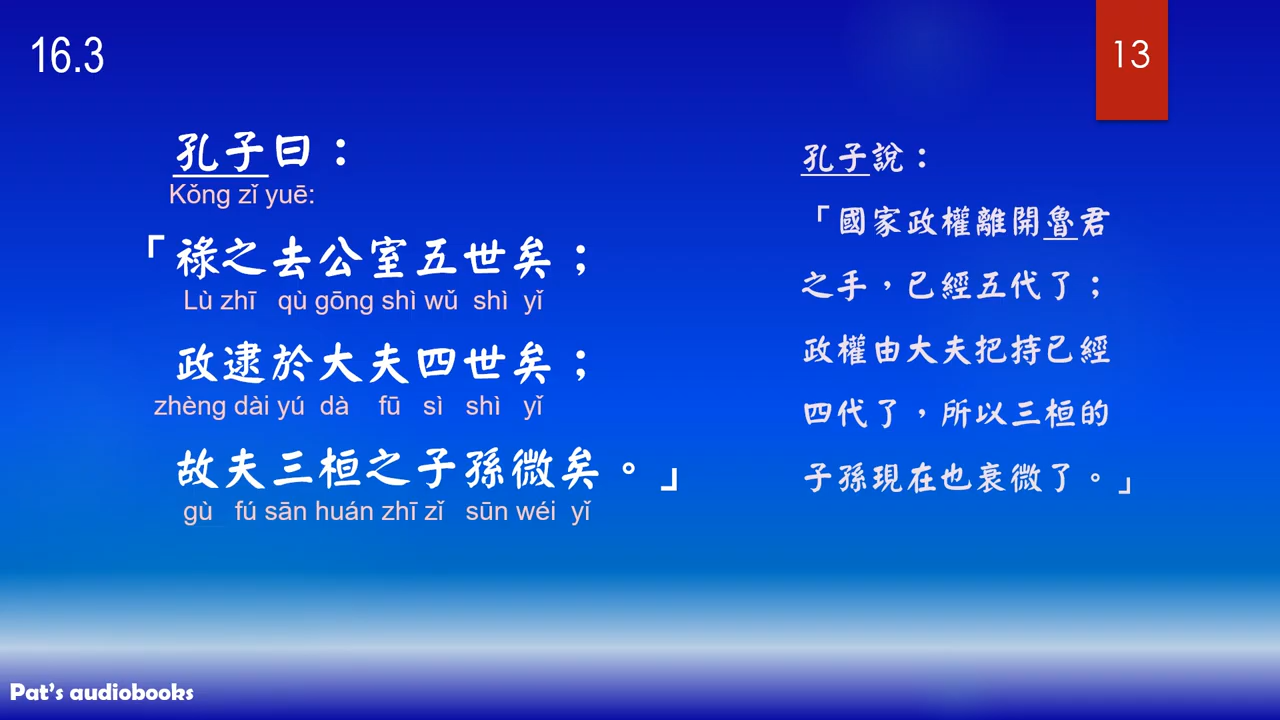 16.3
13
孔子曰：
Kǒng zǐ yuē:
「祿之去公室五世矣；
Lù zhī qù gōng shì wǔ shì yǐ
政逮於大夫四世矣；
zhèng dài yú dà fū sì shì yǐ
故夫三桓之子孫微矣。」
gù fú sān huán zhī zǐ sūn wéi yǐ
孔子說：
「國家政權離開魯君
之手，已經五代了；
政權由大夫把持已經
四代了，所以三桓的
子孫現在也衰微了。」
Pat's audiobooks